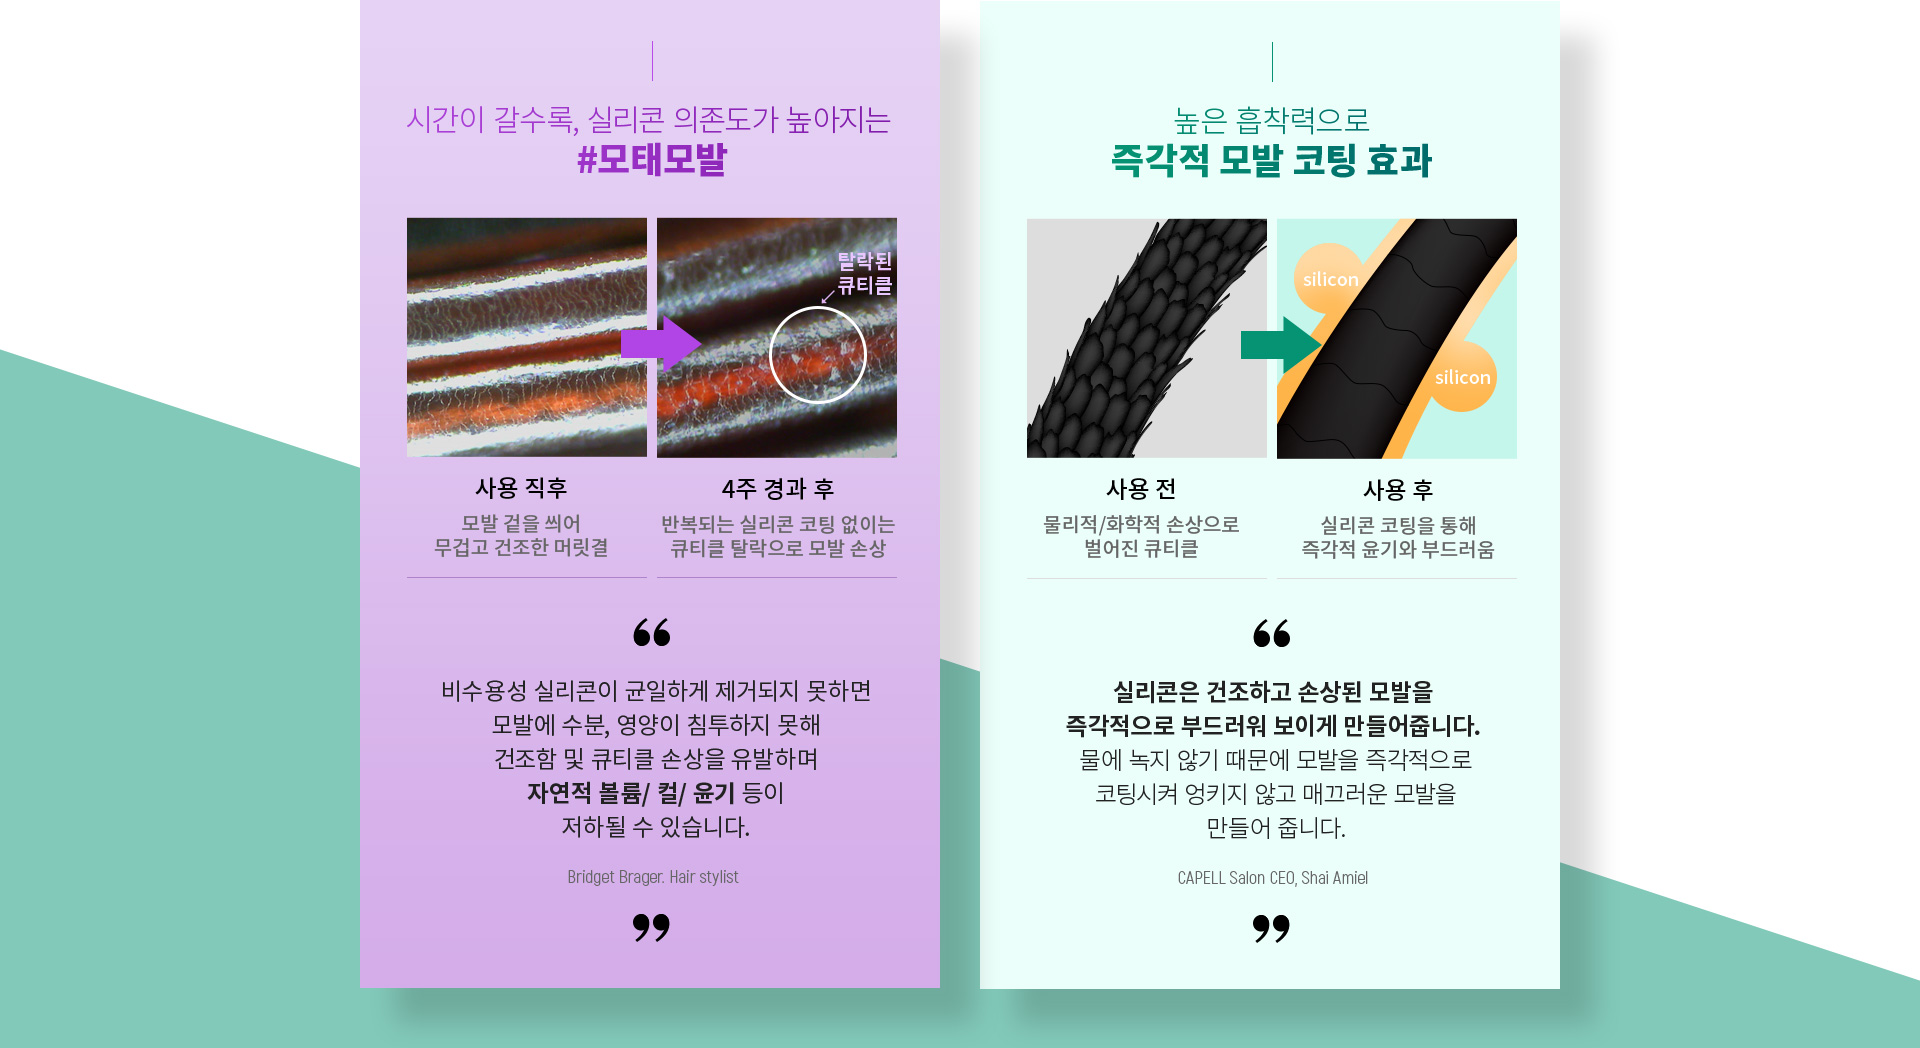 시간이 갈수록, 실리콘 의존도가 높아지는
#모태모발
탈락된
큐티클
사용 직후
모발 겉을 씌어
무겁고 건조한 머릿결
4주 경과 후
반복되는 실리콘 코팅 없이는
큐티클 탈락으로 모발 손상
“
비수용성 실리콘이 균일하게 제거되지 못하면
모발에 수분, 영양이 침투하지 못해
건조함 및 큐티클 손상을 유발하며
자연적 볼륨/ 컬/ 윤기 등이
저하될 수 있습니다.
Bridget Brager. Hair stylist
”
높은 흡착력으로
즉각적 모발 코팅 효과
silicon
silicon
사용 전
물리적/화학적 손상으로
벌어진 큐티클
사용 후
실리콘 코팅을 통해
즉각적 윤기와 부드러움
“
실리콘은 건조하고 손상된 모발을
즉각적으로 부드러워 보이게 만들어줍니다.
물에 녹지 않기 때문에 모발을 즉각적으로
코팅시켜 엉키지 않고 매끄러운 모발을
만들어 줍니다.
CAPELL Salon CEO, Shai Amiel
”